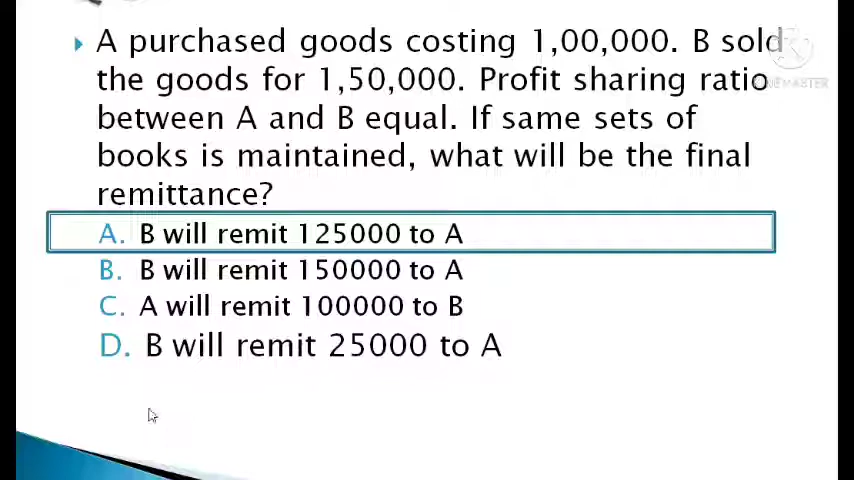 A purchased goods costing 1,00,000. B sold
the goods for 1,50,000. Profit sharing ratio
between A and B equal. If same sets of
books is maintained, what will be the final
remittance?
A. B will remit 125000 to A
B. B will remit 150000 to A
C. A will remit 100000 to B
D. B will remit 25000 to A